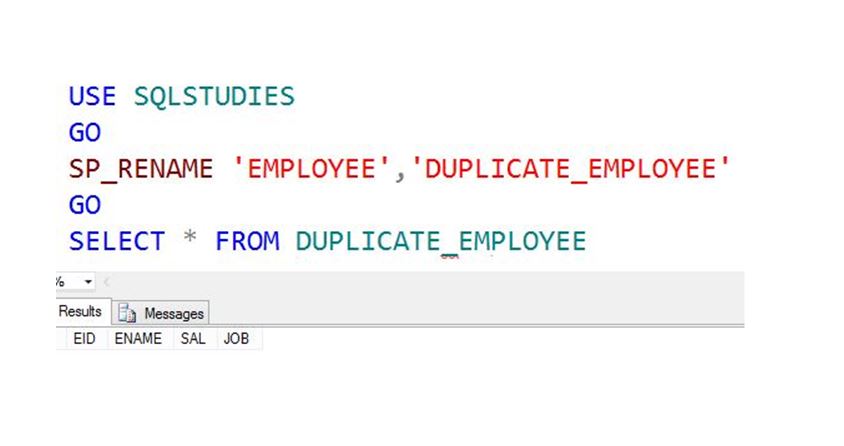 USE SQLSTUDIES
GO
SP_RENAME 'EMPLOYEE','DUPLICATE_EMPLOYEE'
GO
SELECT * FROM DUPLICATE_EMPLOYEE
%
Results Messages
EID ENAME SAL JOB